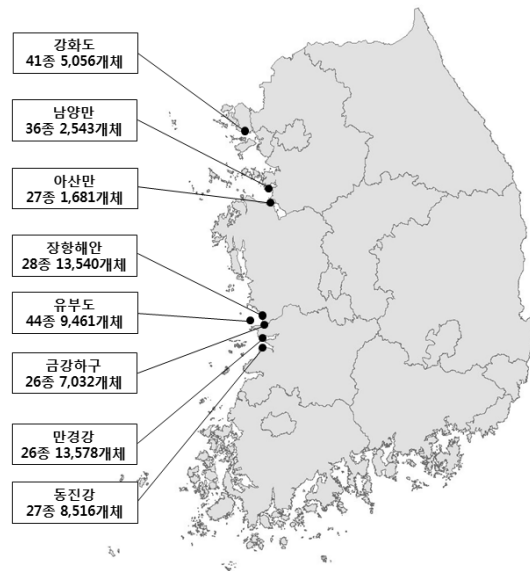 강화도
41종 5,056개체
남양만
36종 2,543개체
아산만
27종 1,681개체
장항해안
28종 13,540개체
유부도
44종 9,461개체
금강하구
26종 7,032개체
만경강
26종 13,578개체
동진강
27종 8,516개체